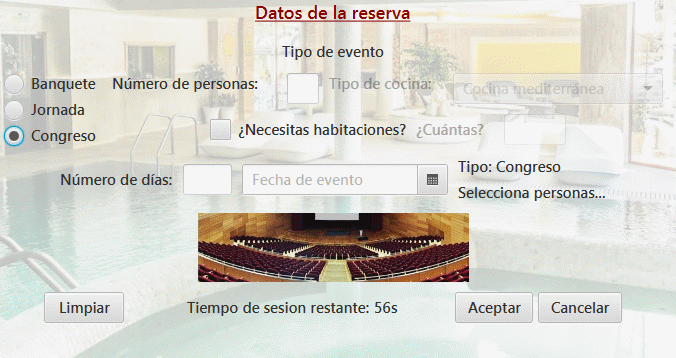 Datos de la reserva
Tipo de evento
Banquete Número de personas: Tipo de cocina: Cocina mediterránea
Jornada
Congreso ¿Necesitas habitaciones? ¿Cuántas?
Número de días: Fecha de evento Tipo: Congreso
Selecciona personas...
Limpiar Tiempo de sesion restante: 56s Aceptar Cancelar